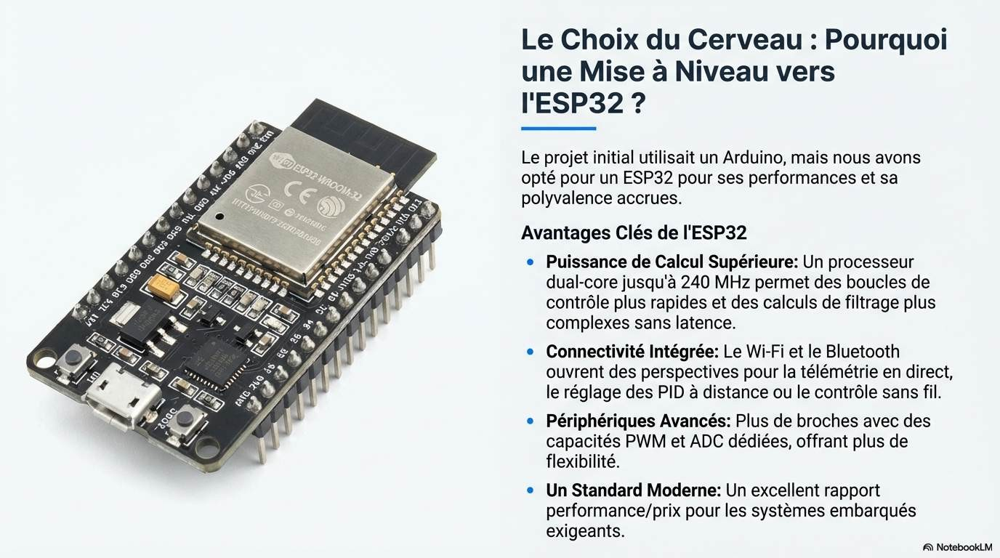 Le Choix du Cerveau : Pourquoi
une Mise à Niveau vers
l'ESP32 ?
Le projet initial utilisait un Arduino, mais nous avons
opté pour un ESP32 pour ses performances et sa
polyvalence accrues.
Avantages Clés de l'ESP32
• Puissance de Calcul Supérieure: Un processeur
dual-core jusqu'à 240 MHz permet des boucles de
contrôle plus rapides et des calculs de filtrage plus
complexes sans latence.
• Connectivité Intégrée: Le Wi-Fi et le Bluetooth
ouvrent des perspectives pour la télémétrie en direct,
le réglage des PID à distance ou le contrôle sans fil.
• Périphériques Avancés: Plus de broches avec des
capacités PWM et ADC dédiées, offrant plus de
flexibilité.
• Un Standard Moderne: Un excellent rapport
performance/prix pour les systèmes embarqués
exigeants.
NotebookLM
CE